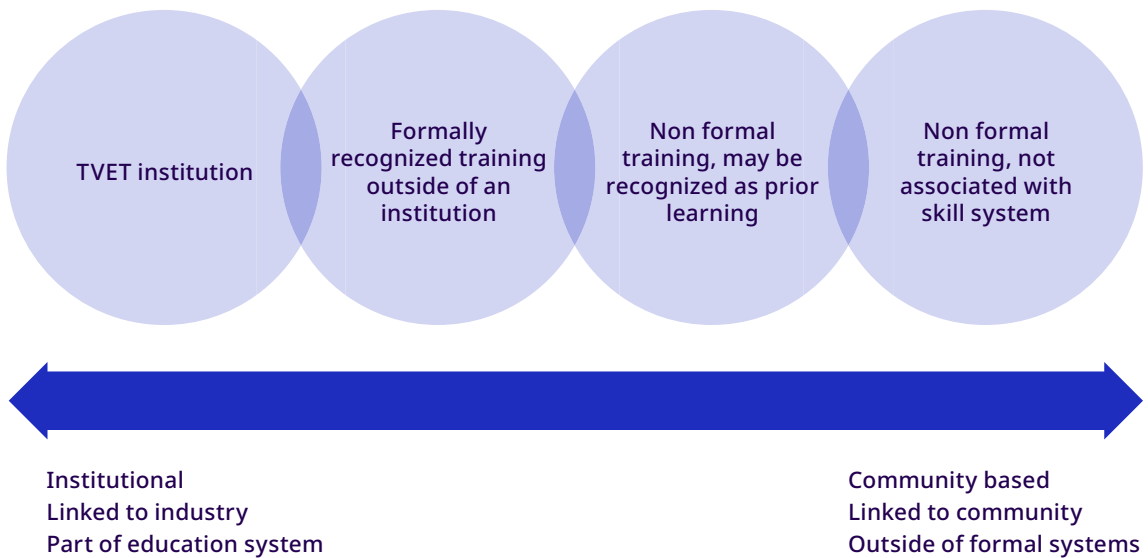 TVET institution
Formally
recognized training
outside of an
institution
Non formal
training, may be
recognized as prior
learning
Non formal
training, not
associated with
skill system
Institutional
Linked to industry
Part of education system
Community based
Linked to community
Outside of formal systems